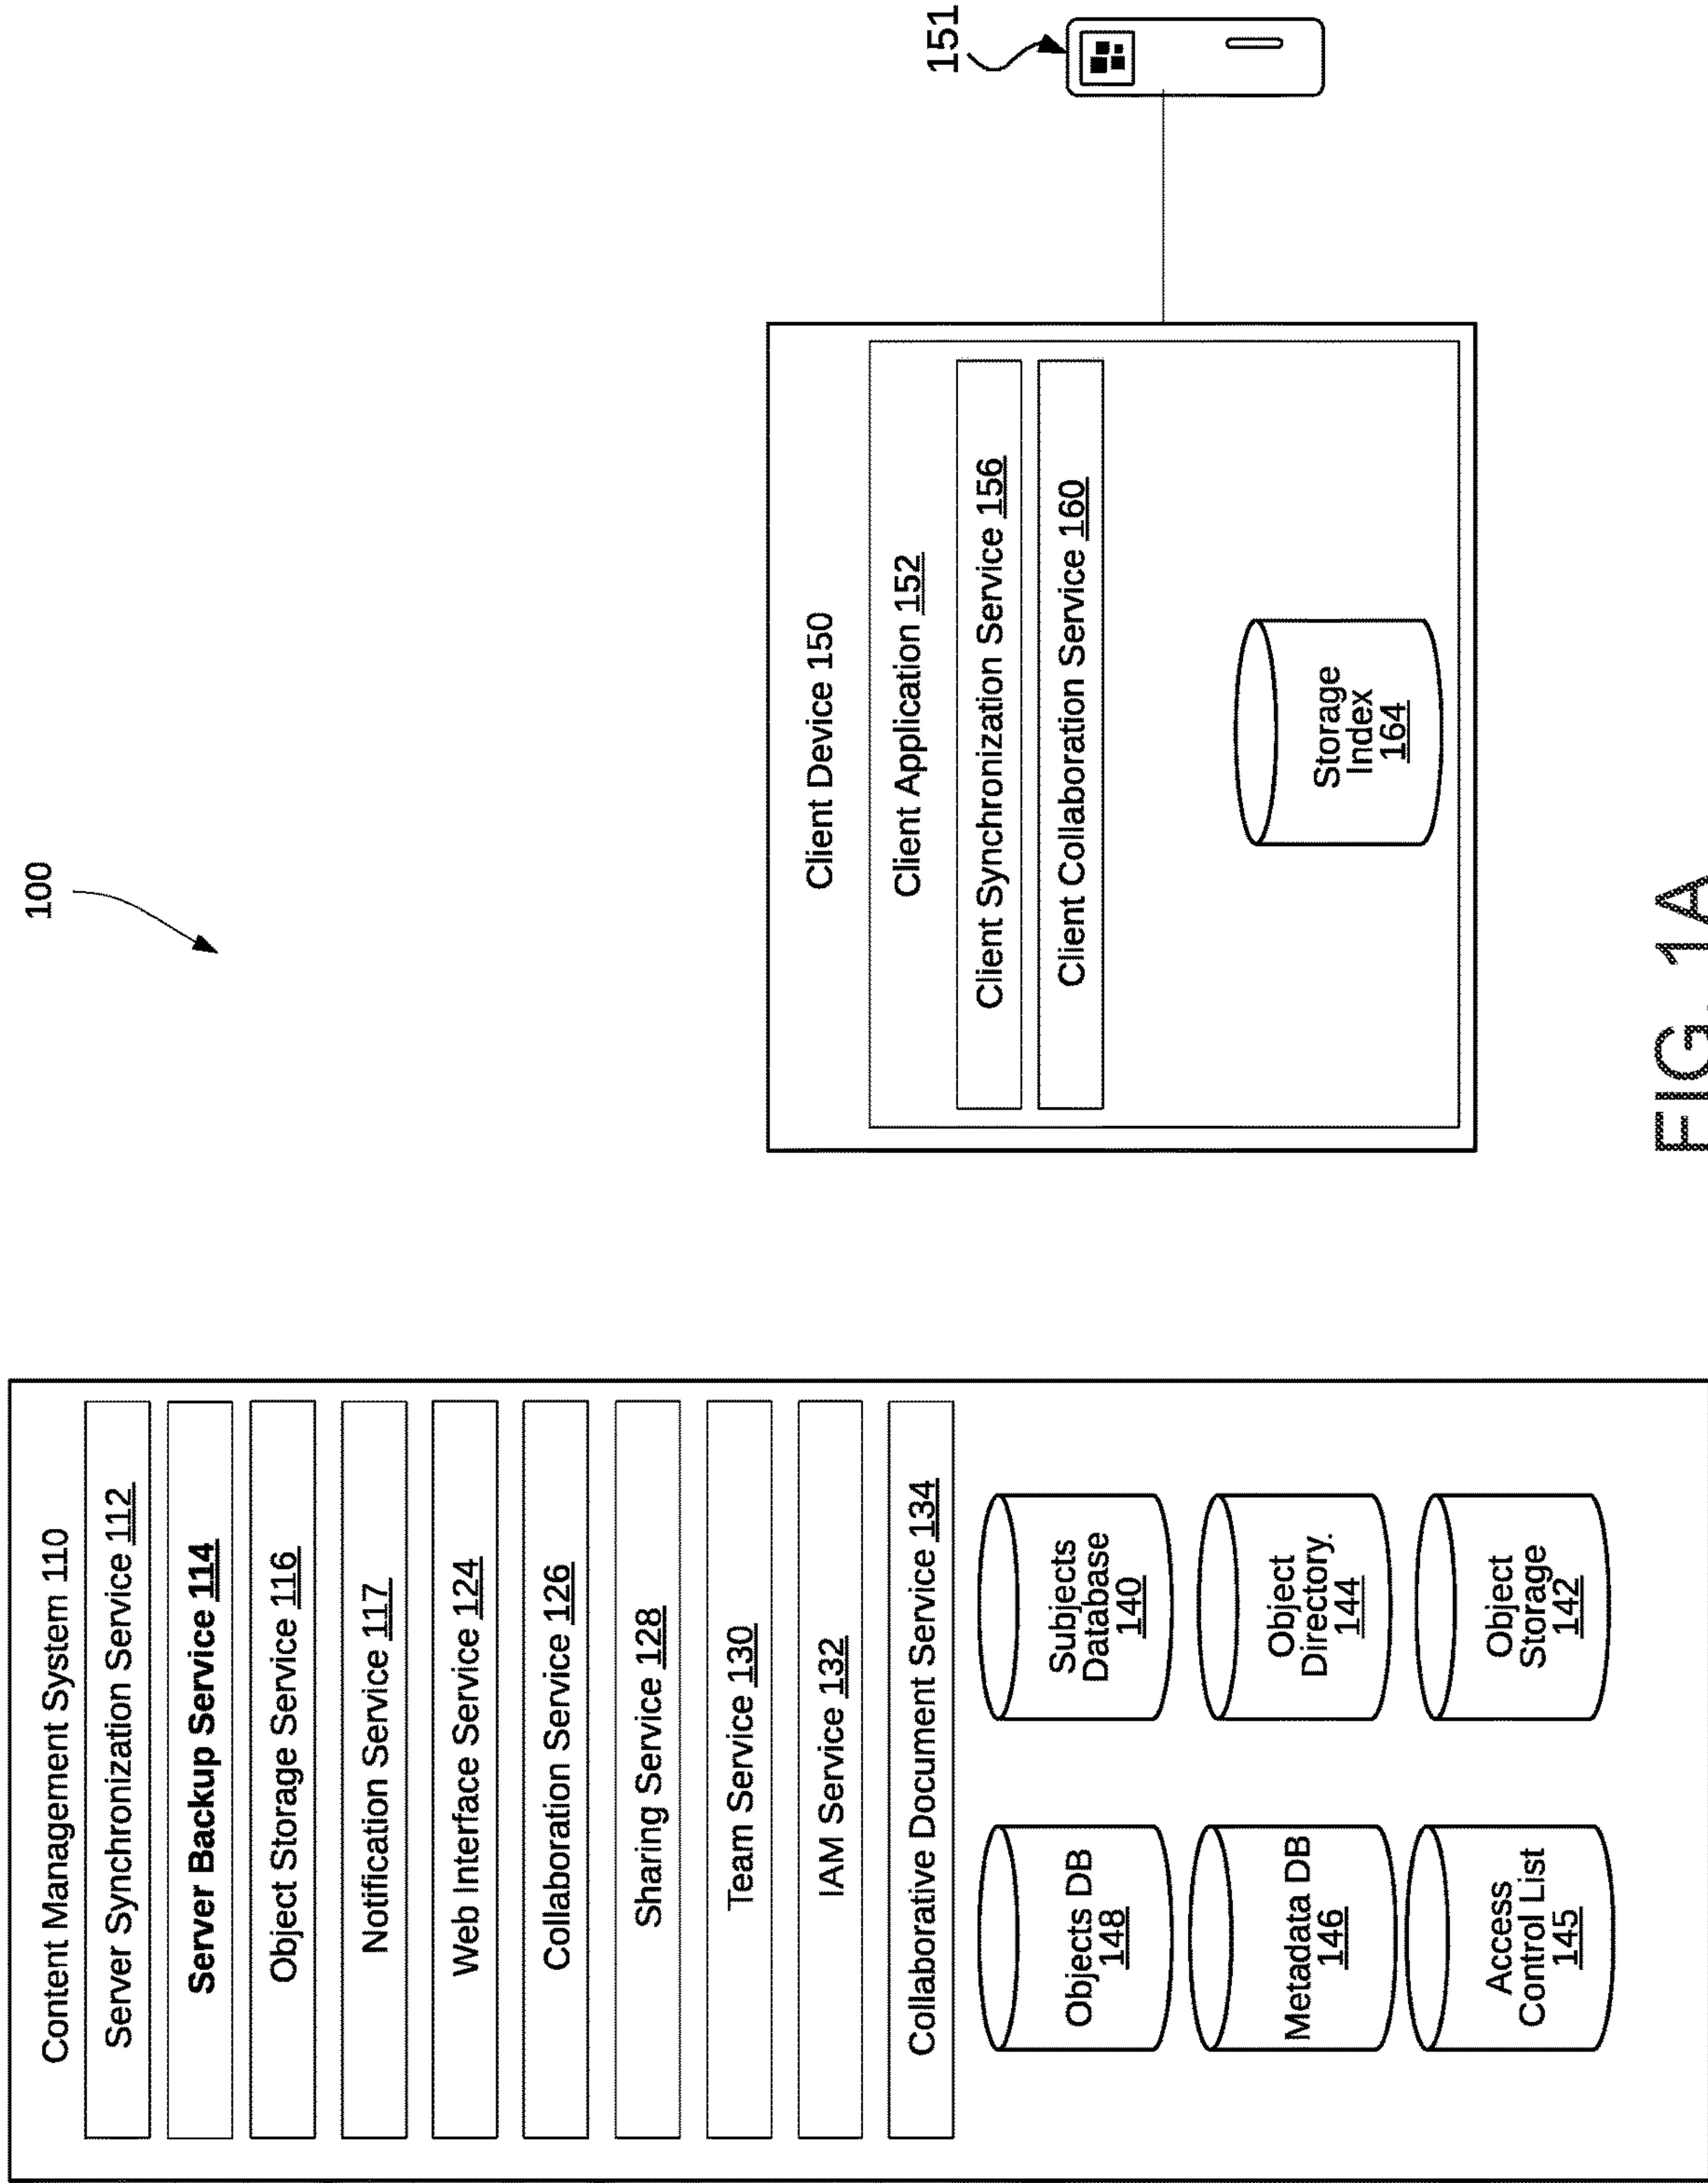 100
Content Management System 110
Server Synchronization Service 112
Server Backup Service 114
Object Storage Service 116
Notification Service 117
Web Interface Service 124
Collaboration Service 126
Sharing Service 128
Team Service 130
IAM Service 132
Collaborative Document Service 134
Objects DB
148
Subjects
Database
140
Metadata DB
146
Object
Directory.
144
Access
Control List
145
Object
Storage
142
Client Device 150
Client Application 152
Client Synchronization Service 156
Client Collaboration Service 160
Storage
Index
164
151
FIG. 1A